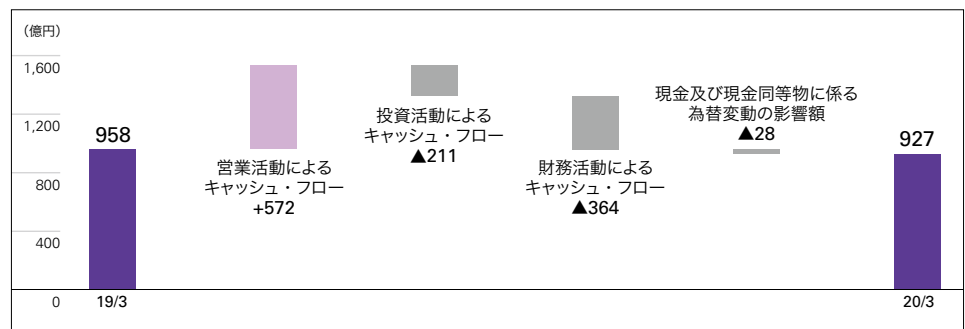 （億円）
1,600
1,200
800
400
0
958
19/3
営業活動による
キャッシュ・フロー
+572
投資活動による
キャッシュ・フロー
▲211
財務活動による
キャッシュ・フロー
▲364
現金及び現金同等物に係る
為替変動の影響額
▲28
927
20/3